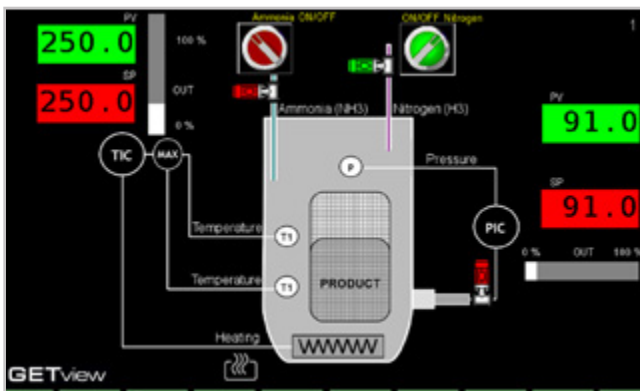 Ammonia ON/OFF
ON/OFF Nitrogen
1
PV
250.0
100 %
SP
250.0
OUT
0 %
Ammonia (NH3)
Nitrogen (H3)
PV
91.0
TIC
MAX
P
Pressure
SP
91.0
PIC
Temperature
T1
0 %
OUT
100 %
Temperature
T1
PRODUCT
Heating
GETview